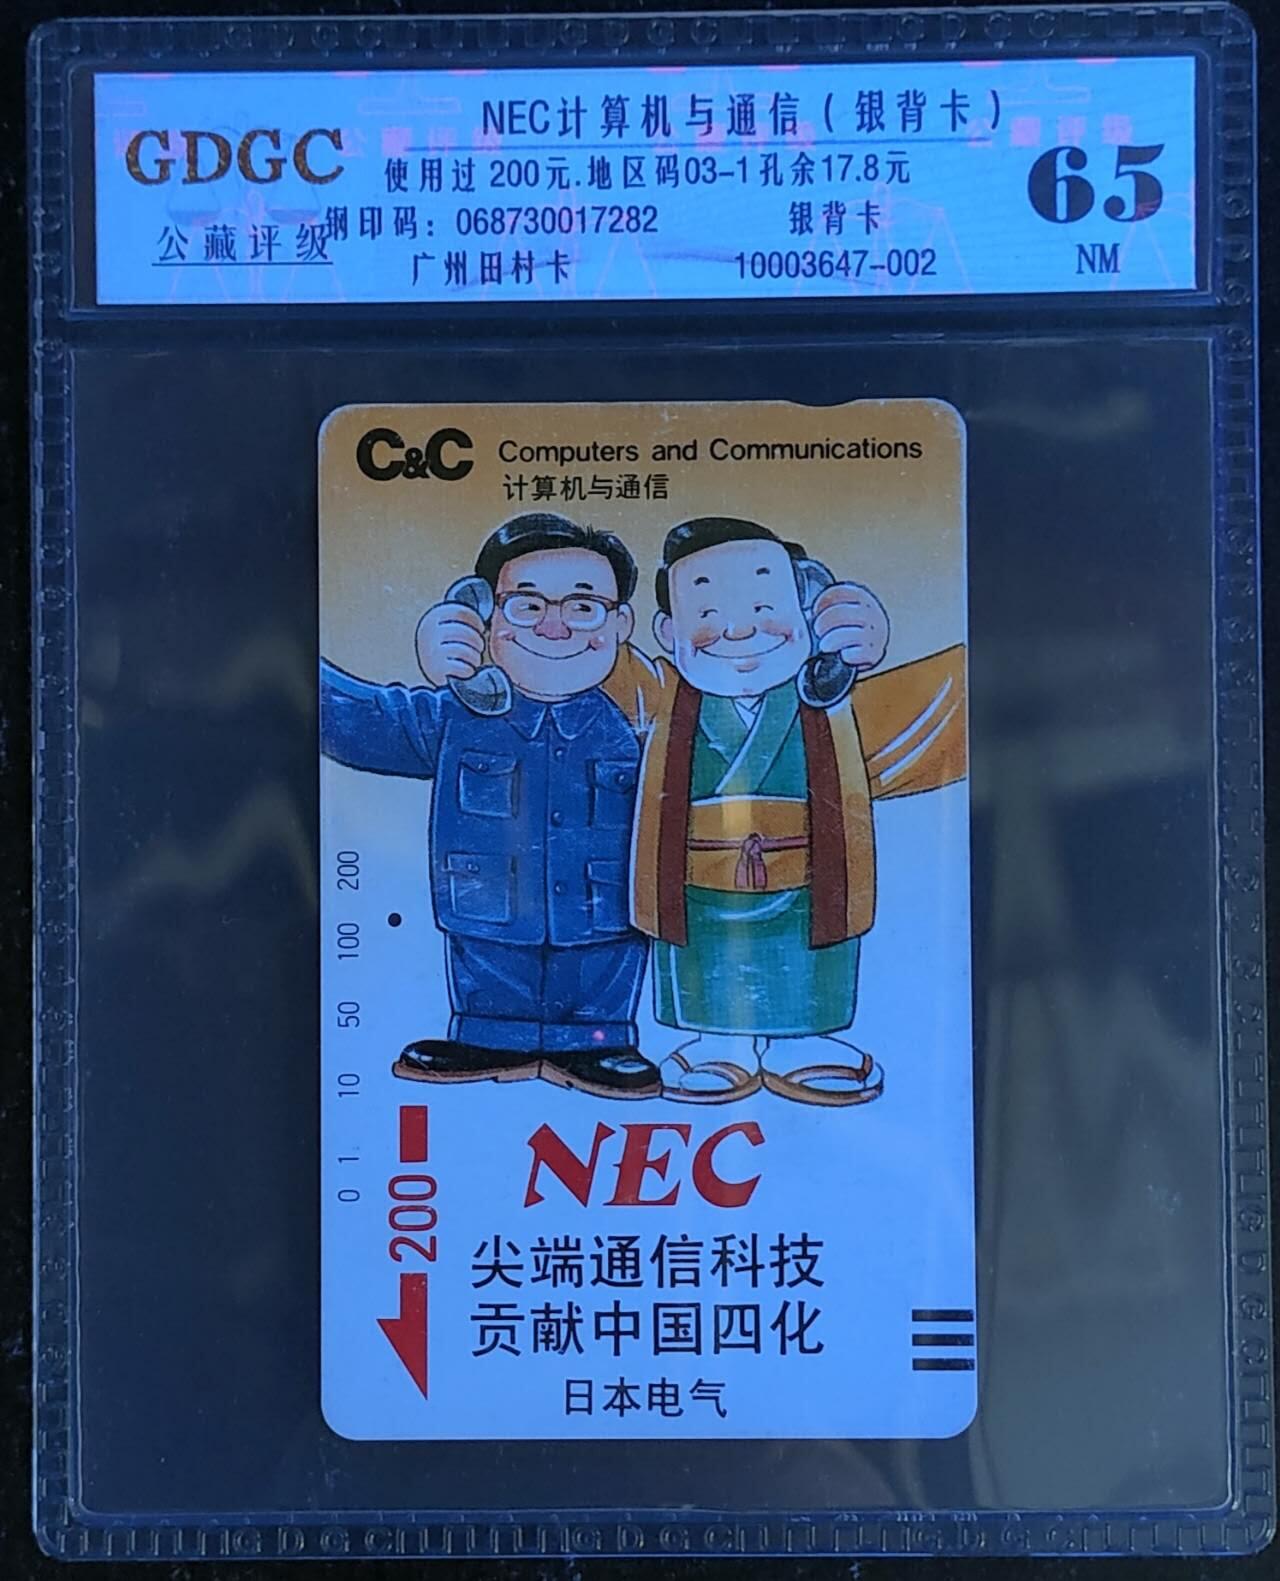 NEC计算机与通信(银背卡)
GDGC
使用过 200元.地区码03-1孔余17.8元
65
钢印码: 068730017282 银背卡
公藏评级
广州田村卡 10003647-002 NM
C&C Computers and Communications
计算机与通信
0 1 10 50 100 200
200
NEC
尖端通信科技
贡献中国四化
日本电气